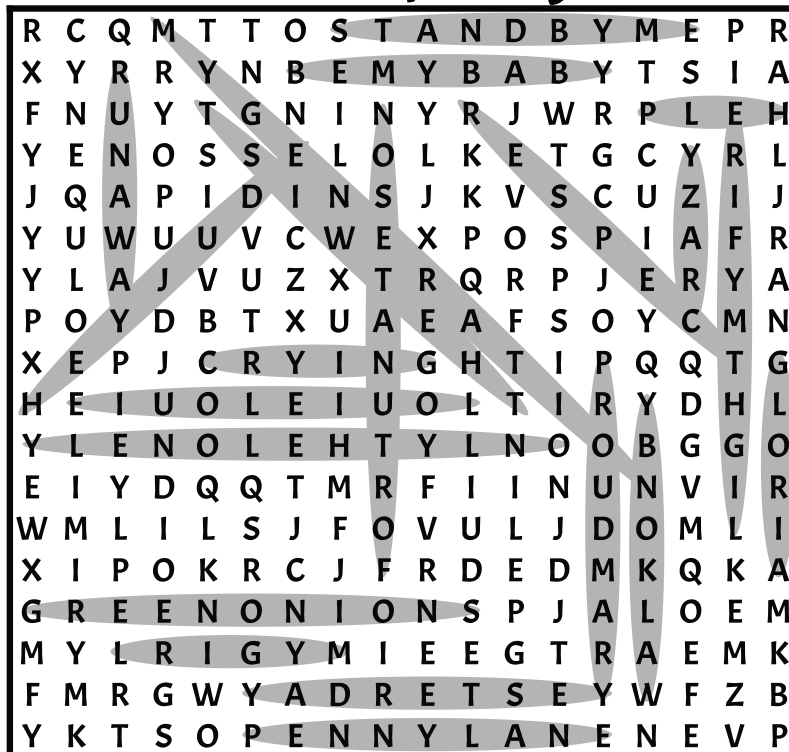 R C Q M T T O S T A N D B Y M E P R
X Y R R Y N B E M Y B A B Y T S I A
F N U Y T G N I N Y R J W R P L E H
Y E N O S S E L O L K E T G C Y R L
J Q A P I D I N S J K V S C U Z I J
Y U W U U V C W E X P O S P I A F R
Y L A J V U Z X T R Q R P J E R Y A
P O Y D B T X U A E A F S O Y C M N
X E P J C R Y I N G H T I P Q Q T G
H E I U O L E I U O L T I R Y D H L
Y L E N O L E H T Y L N O O B G G O
E I Y D Q Q T M R F I I N U N V I R
W M L I L S J F O V U L J D O M L I
X I P O K R C J F R D E D M K Q K A
G R E E N O N I O N S P J A L O E M
M Y L R I G Y M I E E G T R A E M K
F M R G W Y A D R E T S E Y W F Z B
Y K T S O P E N N Y L A N E N E V P